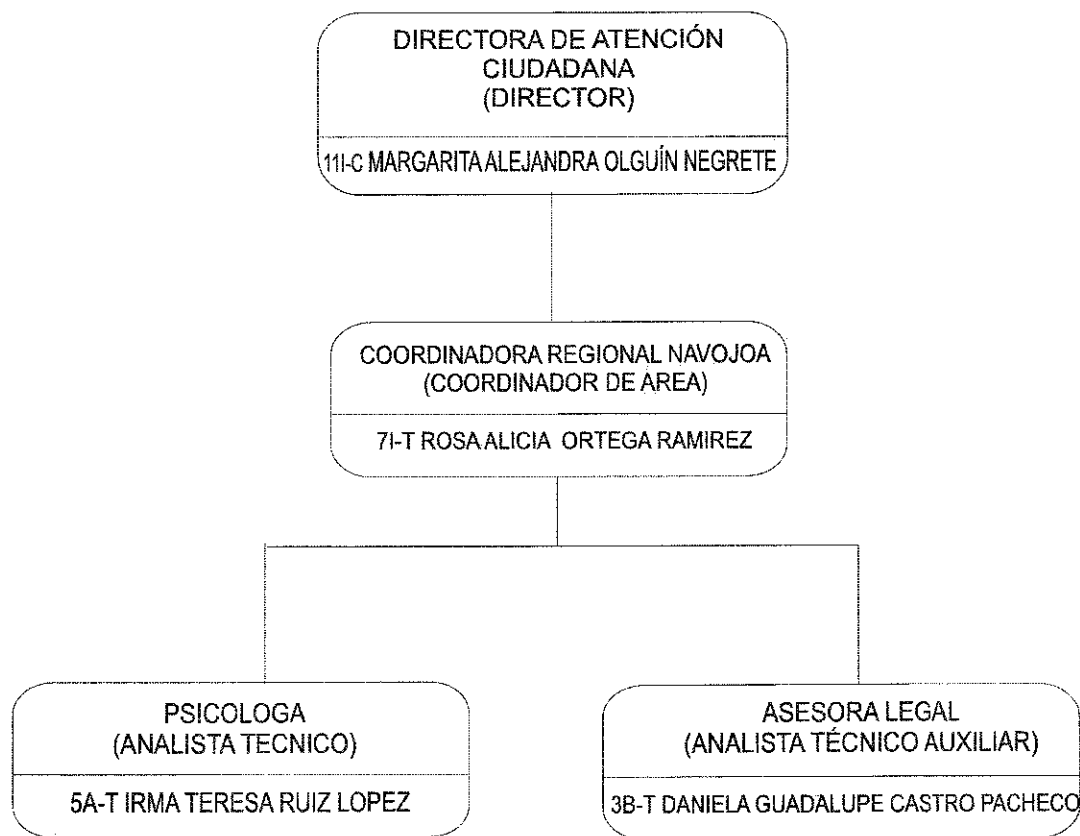 DIRECTORA DE ATENCIÓN
CIUDADANA
(DIRECTOR)
11I-C MARGARITA ALEJANDRA OLGUÍN NEGRETE
COORDINADORA REGIONAL NAVOJOA
(COORDINADOR DE AREA)
7I-T ROSA ALICIA ORTEGA RAMIREZ
PSICOLOGA
(ANALISTA TECNICO)
5A-T IRMA TERESA RUIZ LOPEZ
ASESORA LEGAL
(ANALISTA TÉCNICO AUXILIAR)
3B-T DANIELA GUADALUPE CASTRO PACHECO